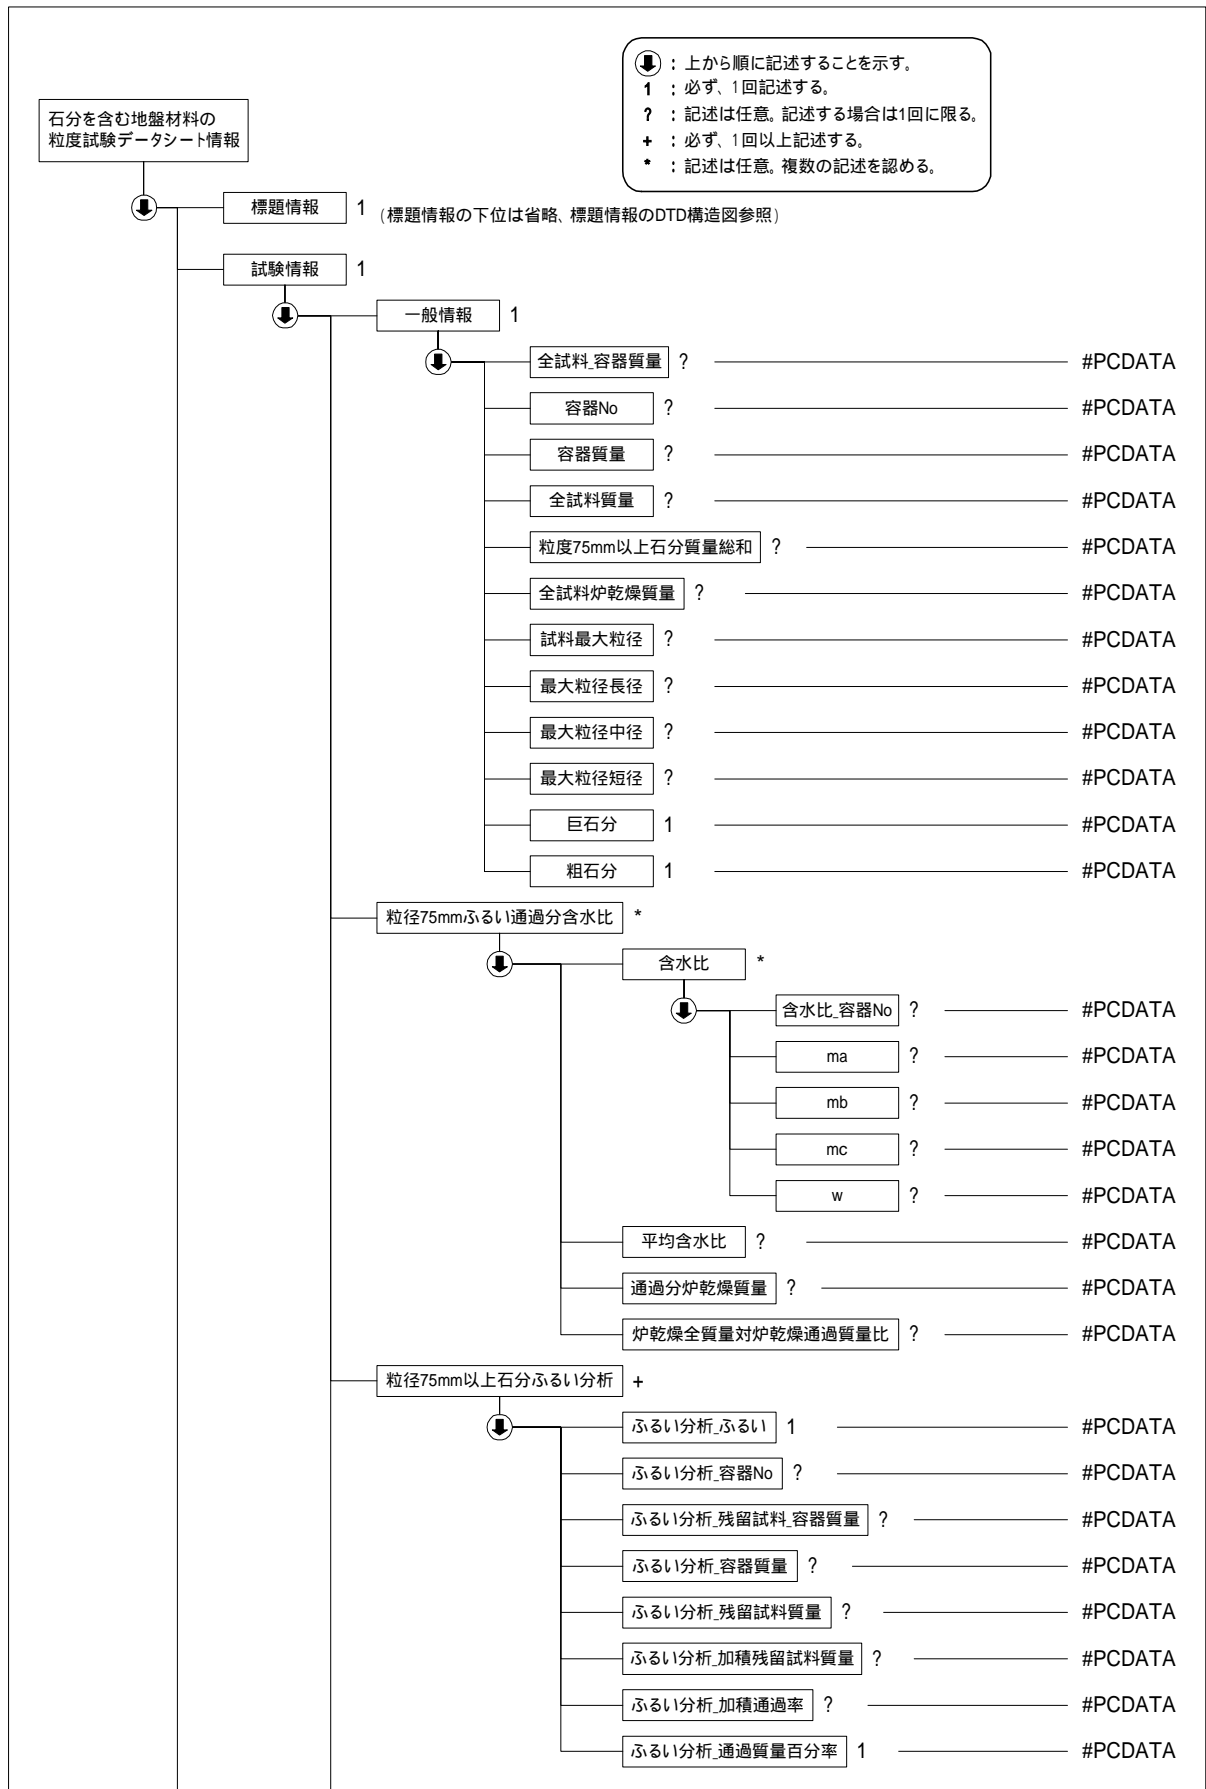 ：上から順に記述することを示す。
1 ：必ず、1回記述する。
? ：記述は任意。記述する場合は1回に限る。
+ ：必ず、1回以上記述する。
* ：記述は任意。複数の記述を認める。
石分を含む地盤材料の
粒度試験データシート情報
標題情報 1 (標題情報の下位は省略、標題情報のDTD構造図参照)
試験情報 1
一般情報 1
全試料_容器質量 ? #PCDATA
容器No ? #PCDATA
容器質量 ? #PCDATA
全試料質量 ? #PCDATA
粒度75mm以上石分質量総和 ? #PCDATA
全試料炉乾燥質量 ? #PCDATA
試料最大粒径 ? #PCDATA
最大粒径長径 ? #PCDATA
最大粒径中径 ? #PCDATA
最大粒径短径 ? #PCDATA
巨石分 1 #PCDATA
粗石分 1 #PCDATA
粒径75mmふるい通過分含水比 *
含水比 *
含水比_容器No ? #PCDATA
ma ? #PCDATA
mb ? #PCDATA
mc ? #PCDATA
w ? #PCDATA
平均含水比 ? #PCDATA
通過分炉乾燥質量 ? #PCDATA
炉乾燥全質量対炉乾燥通過質量比 ? #PCDATA
粒径75mm以上石分ふるい分析 +
ふるい分析_ふるい 1 #PCDATA
ふるい分析_容器No ? #PCDATA
ふるい分析_残留試料_容器質量 ? #PCDATA
ふるい分析_容器質量 ? #PCDATA
ふるい分析_残留試料質量 ? #PCDATA
ふるい分析_加積残留試料質量 ? #PCDATA
ふるい分析_加積通過率 ? #PCDATA
ふるい分析_通過質量百分率 1 #PCDATA